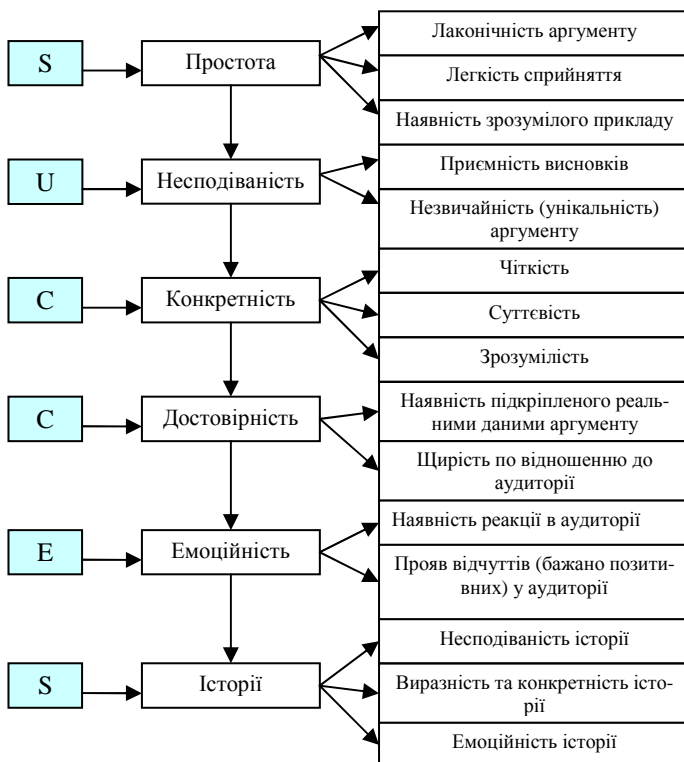 S
Простота
Лаконічність аргументу
Легкість сприйняття
Наявність зрозумілого прикладу
U
Несподіваність
Приємність висновків
Незвичайність (унікальність)
аргументу
C
Конкретність
Чіткість
Суттєвість
Зрозумілість
C
Достовірність
Наявність підкріпленого реаль-
ними даними аргументу
Щирість по відношенню до
аудиторії
E
Емоційність
Наявність реакції в аудиторії
Прояв відчуттів (бажано позити-
вних) у аудиторії
S
Історії
Несподіваність історії
Виразність та конкретність істо-
рії
Емоційність історії